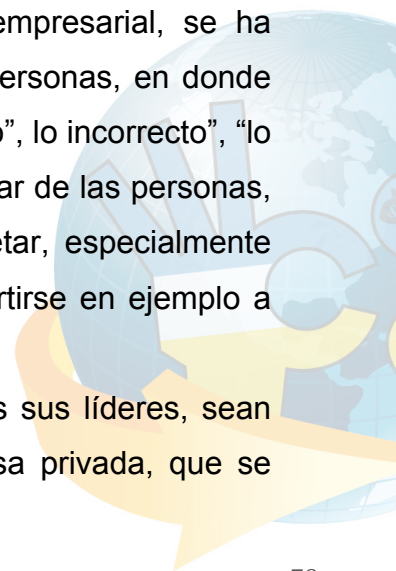 empresarial, se ha
ersonas, en donde
”, lo incorrecto”, “lo
ar de las personas,
etar, especialmente
rtirse en ejemplo a
s sus líderes, sean
sa privada, que se